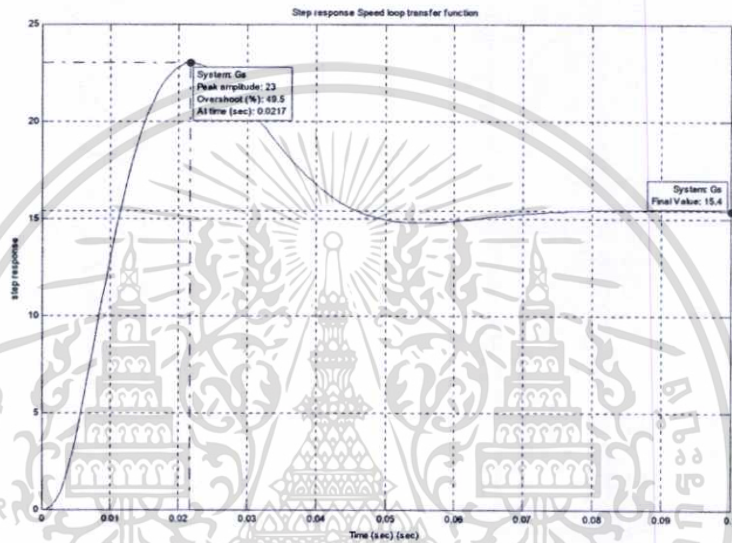 Step response Speed loop transfer function
25
System: Gs
Peak amplitude: 23
Overshoot (%): 49.5
At time (sec): 0.0217
20
System: Gs
Final Value: 15.4
15
step response
10
5
0
0 0.01 0.02 0.03 0.04 0.05 0.06 0.07 0.08 0.09
Time (sec) (sec)